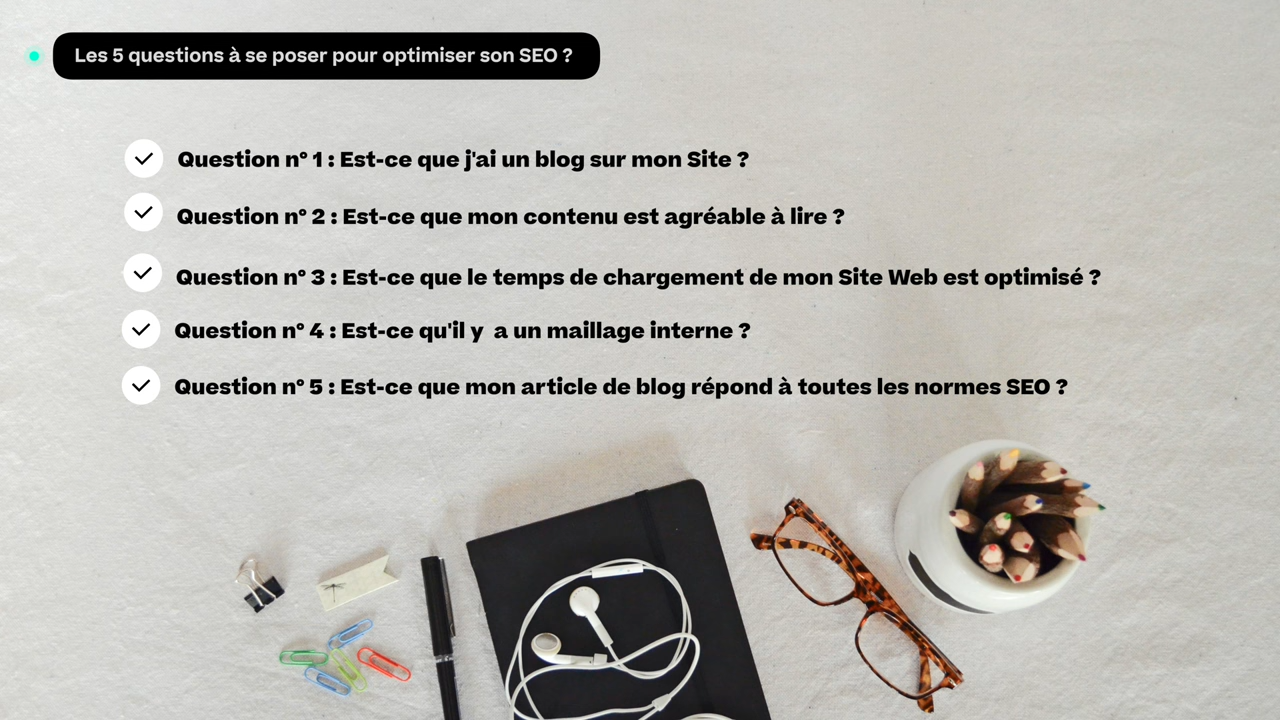 Les 5 questions à se poser pour optimiser son SEO ?
Question n° 1 : Est-ce que j'ai un blog sur mon Site ?
Question n° 2 : Est-ce que mon contenu est agréable à lire ?
Question n° 3 : Est-ce que le temps de chargement de mon Site Web est optimisé ?
Question n° 4 : Est-ce qu'il y  a un maillage interne ?
Question n° 5 : Est-ce que mon article de blog répond à toutes les normes SEO ?